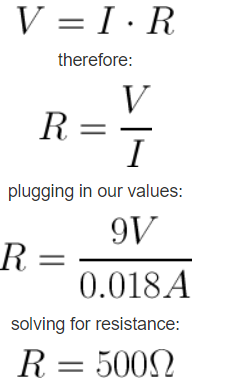 V = I · R
therefore:
R = V / I
plugging in our values:
R = 9V / 0.018A
solving for resistance:
R = 500Ω